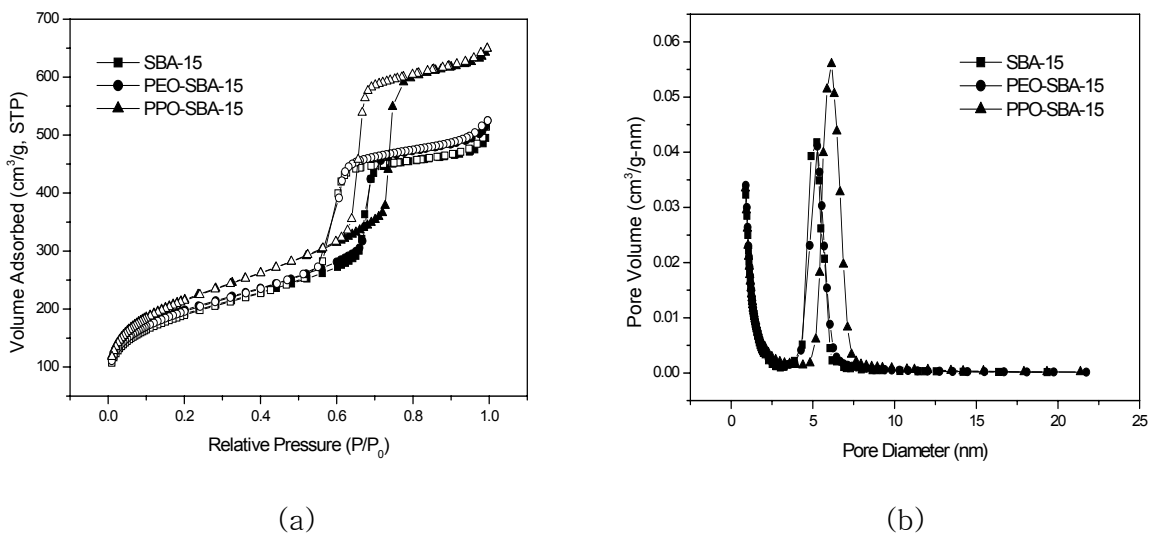 700
600
500
400
300
200
100
0.0 0.2 0.4 0.6 0.8 1.0
Volume Adsorbed (cm³/g, STP)
Relative Pressure (P/P₀)
SBA-15
PEO-SBA-15
PPO-SBA-15
(a)
0.06
0.05
0.04
0.03
0.02
0.01
0.00
0 5 10 15 20 25
Pore Volume (cm³/g-nm)
Pore Diameter (nm)
SBA-15
PEO-SBA-15
PPO-SBA-15
(b)